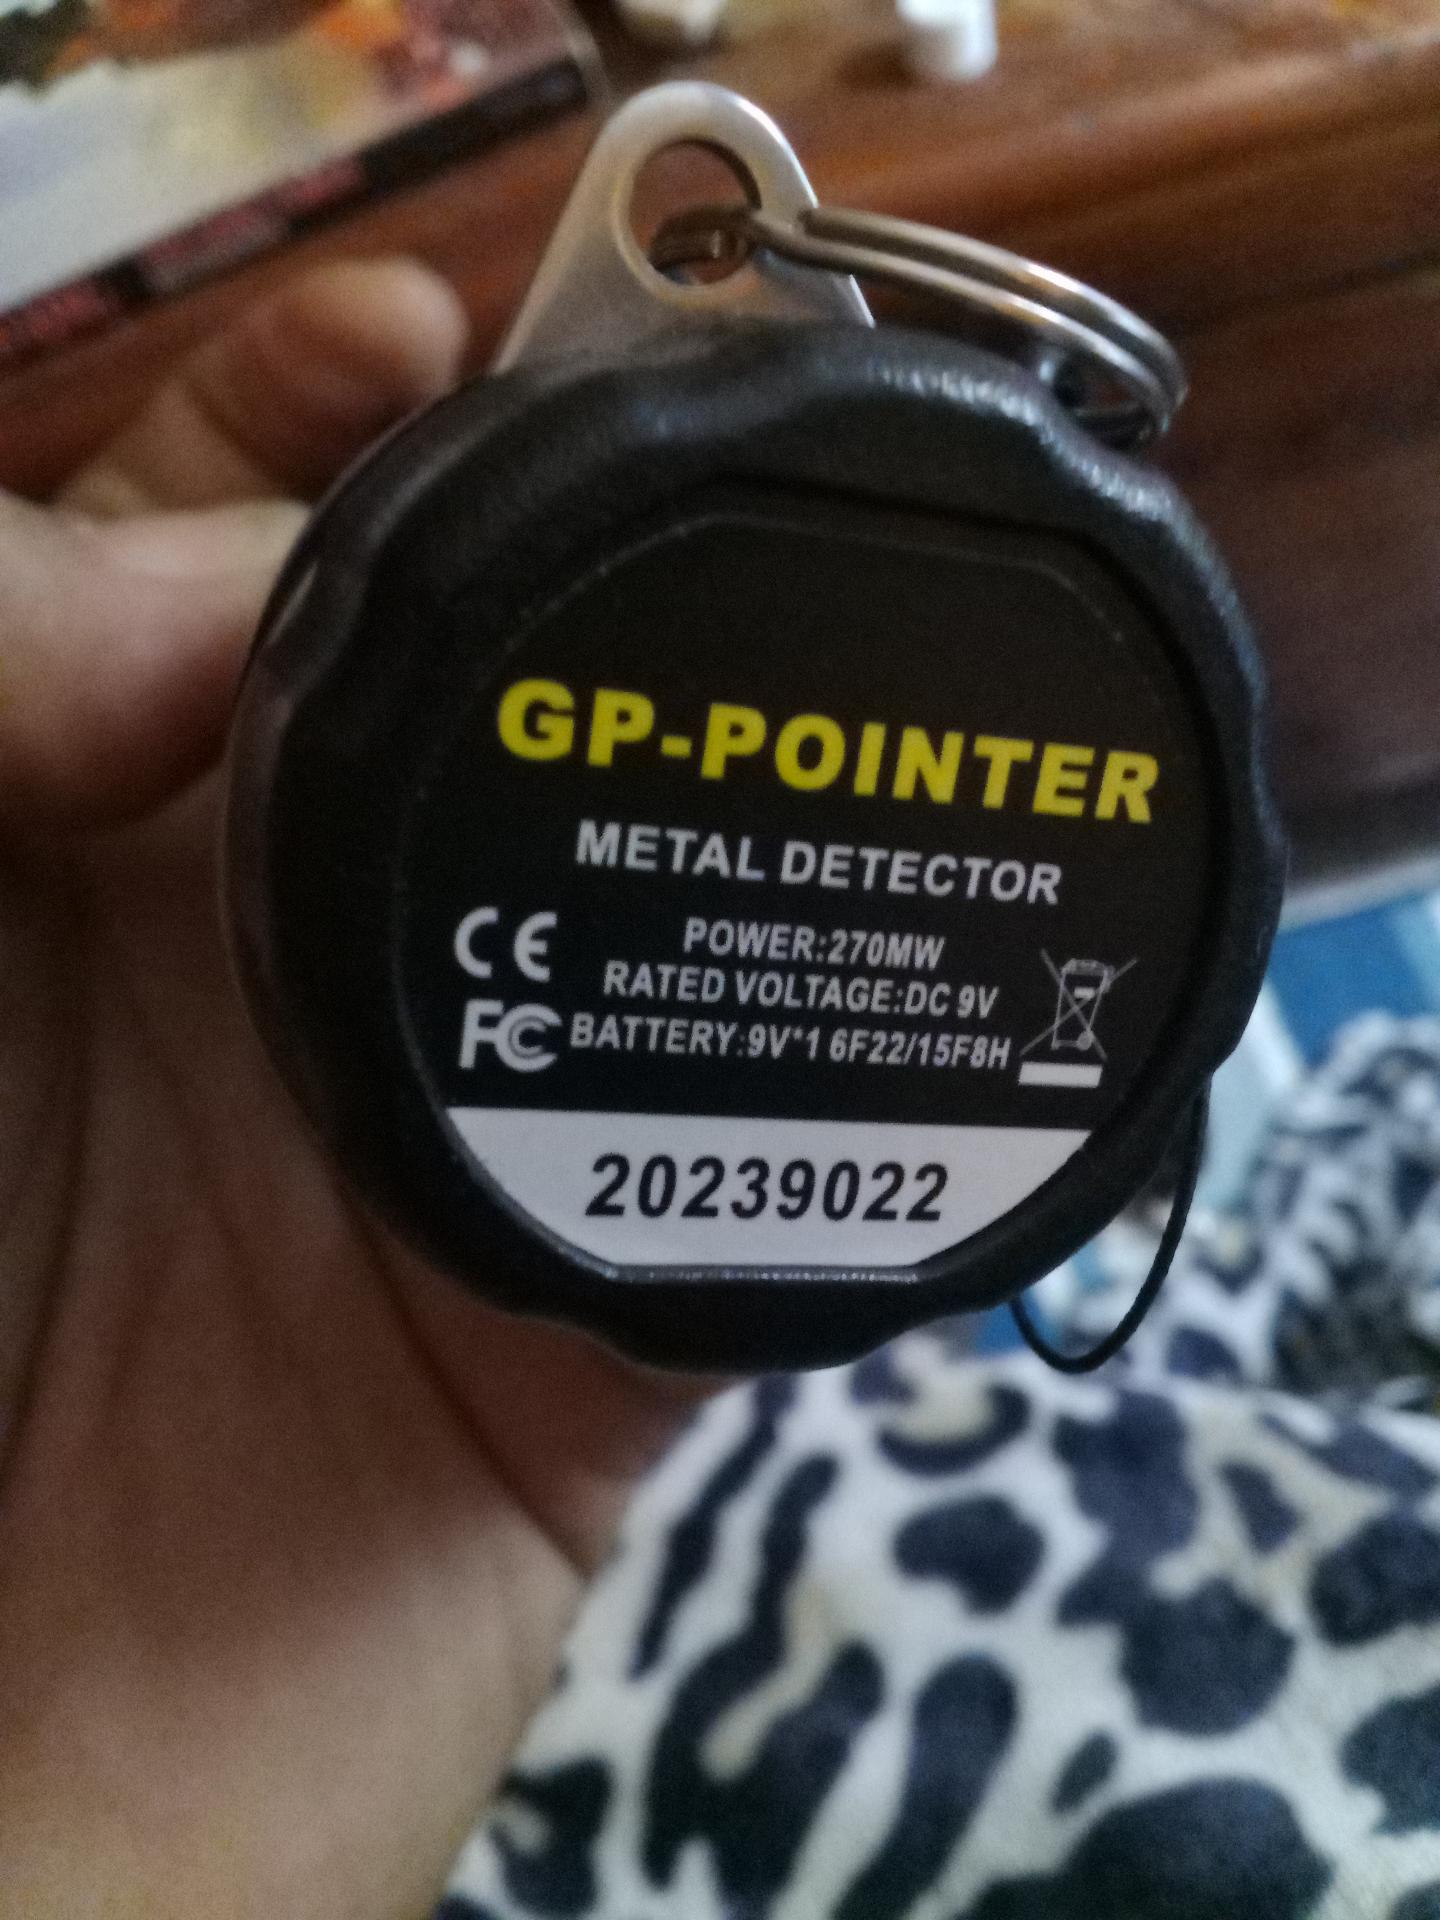 GP-POINTER
METAL DETECTOR
CE
POWER:270MW
RATED VOLTAGE:DC 9V
FC
BATTERY:9V*1 6F22/15F8H
20239022